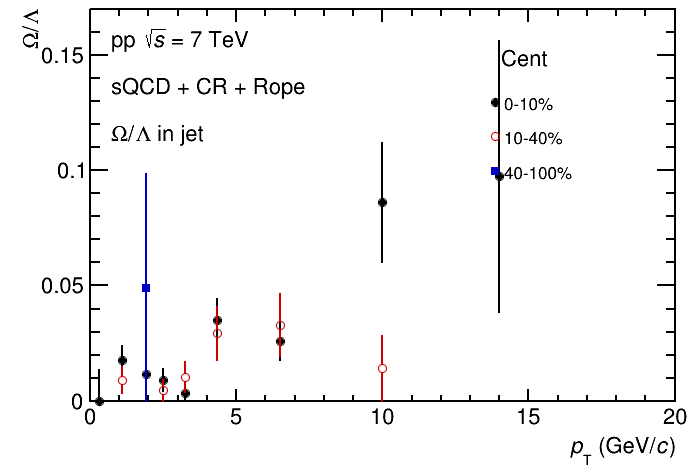 Ω/Λ
pp √s = 7 TeV
sQCD + CR + Rope
Ω/Λ in jet
Cent
0-10%
10-40%
40-100%
0.15
0.1
0.05
0
0 5 10 15 20
p_T (GeV/c)